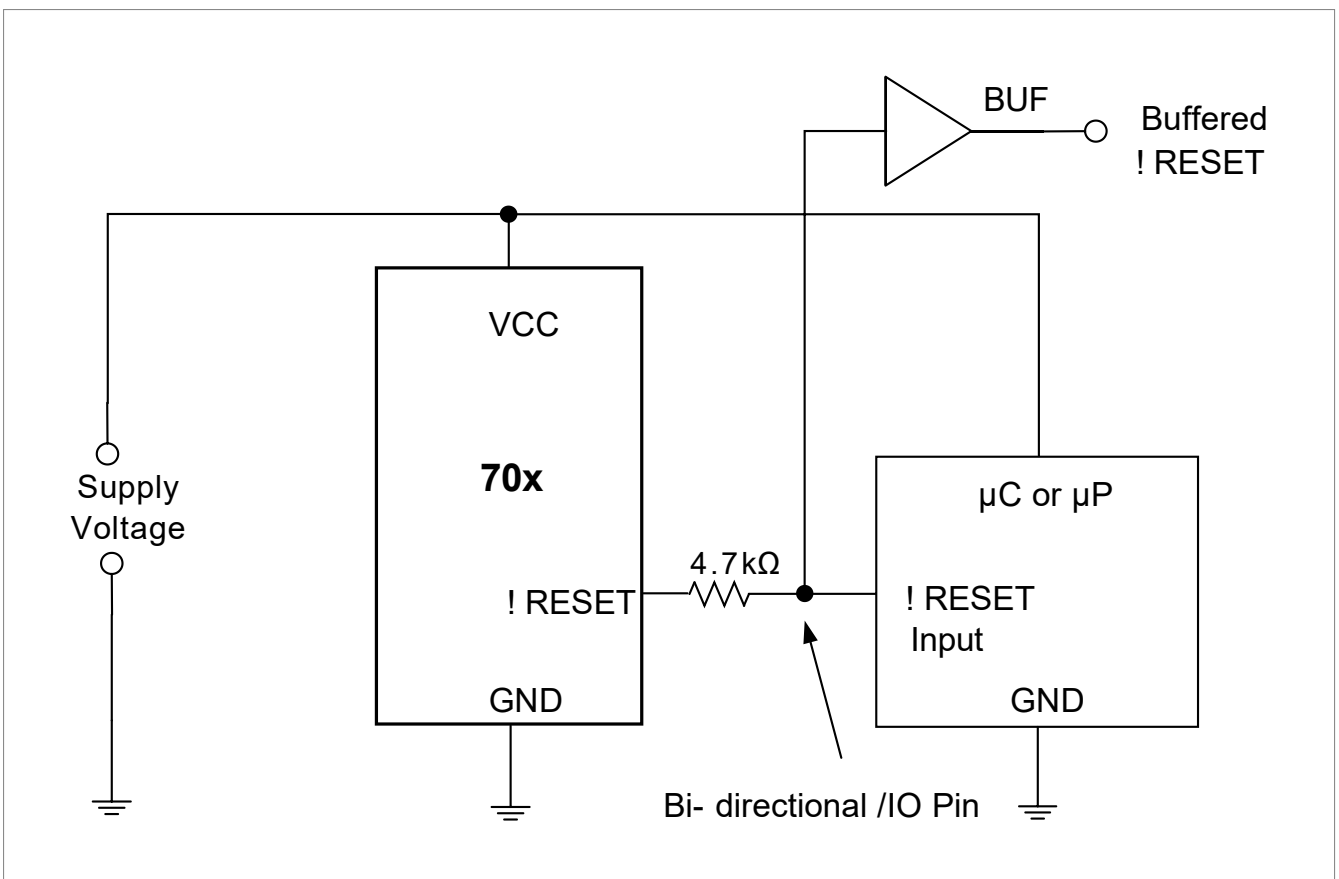 BUF
Buffered
! RESET
VCC
70x
Supply
Voltage
µC or µP
4.7kΩ
! RESET
! RESET
Input
GND
GND
Bi- directional /IO Pin